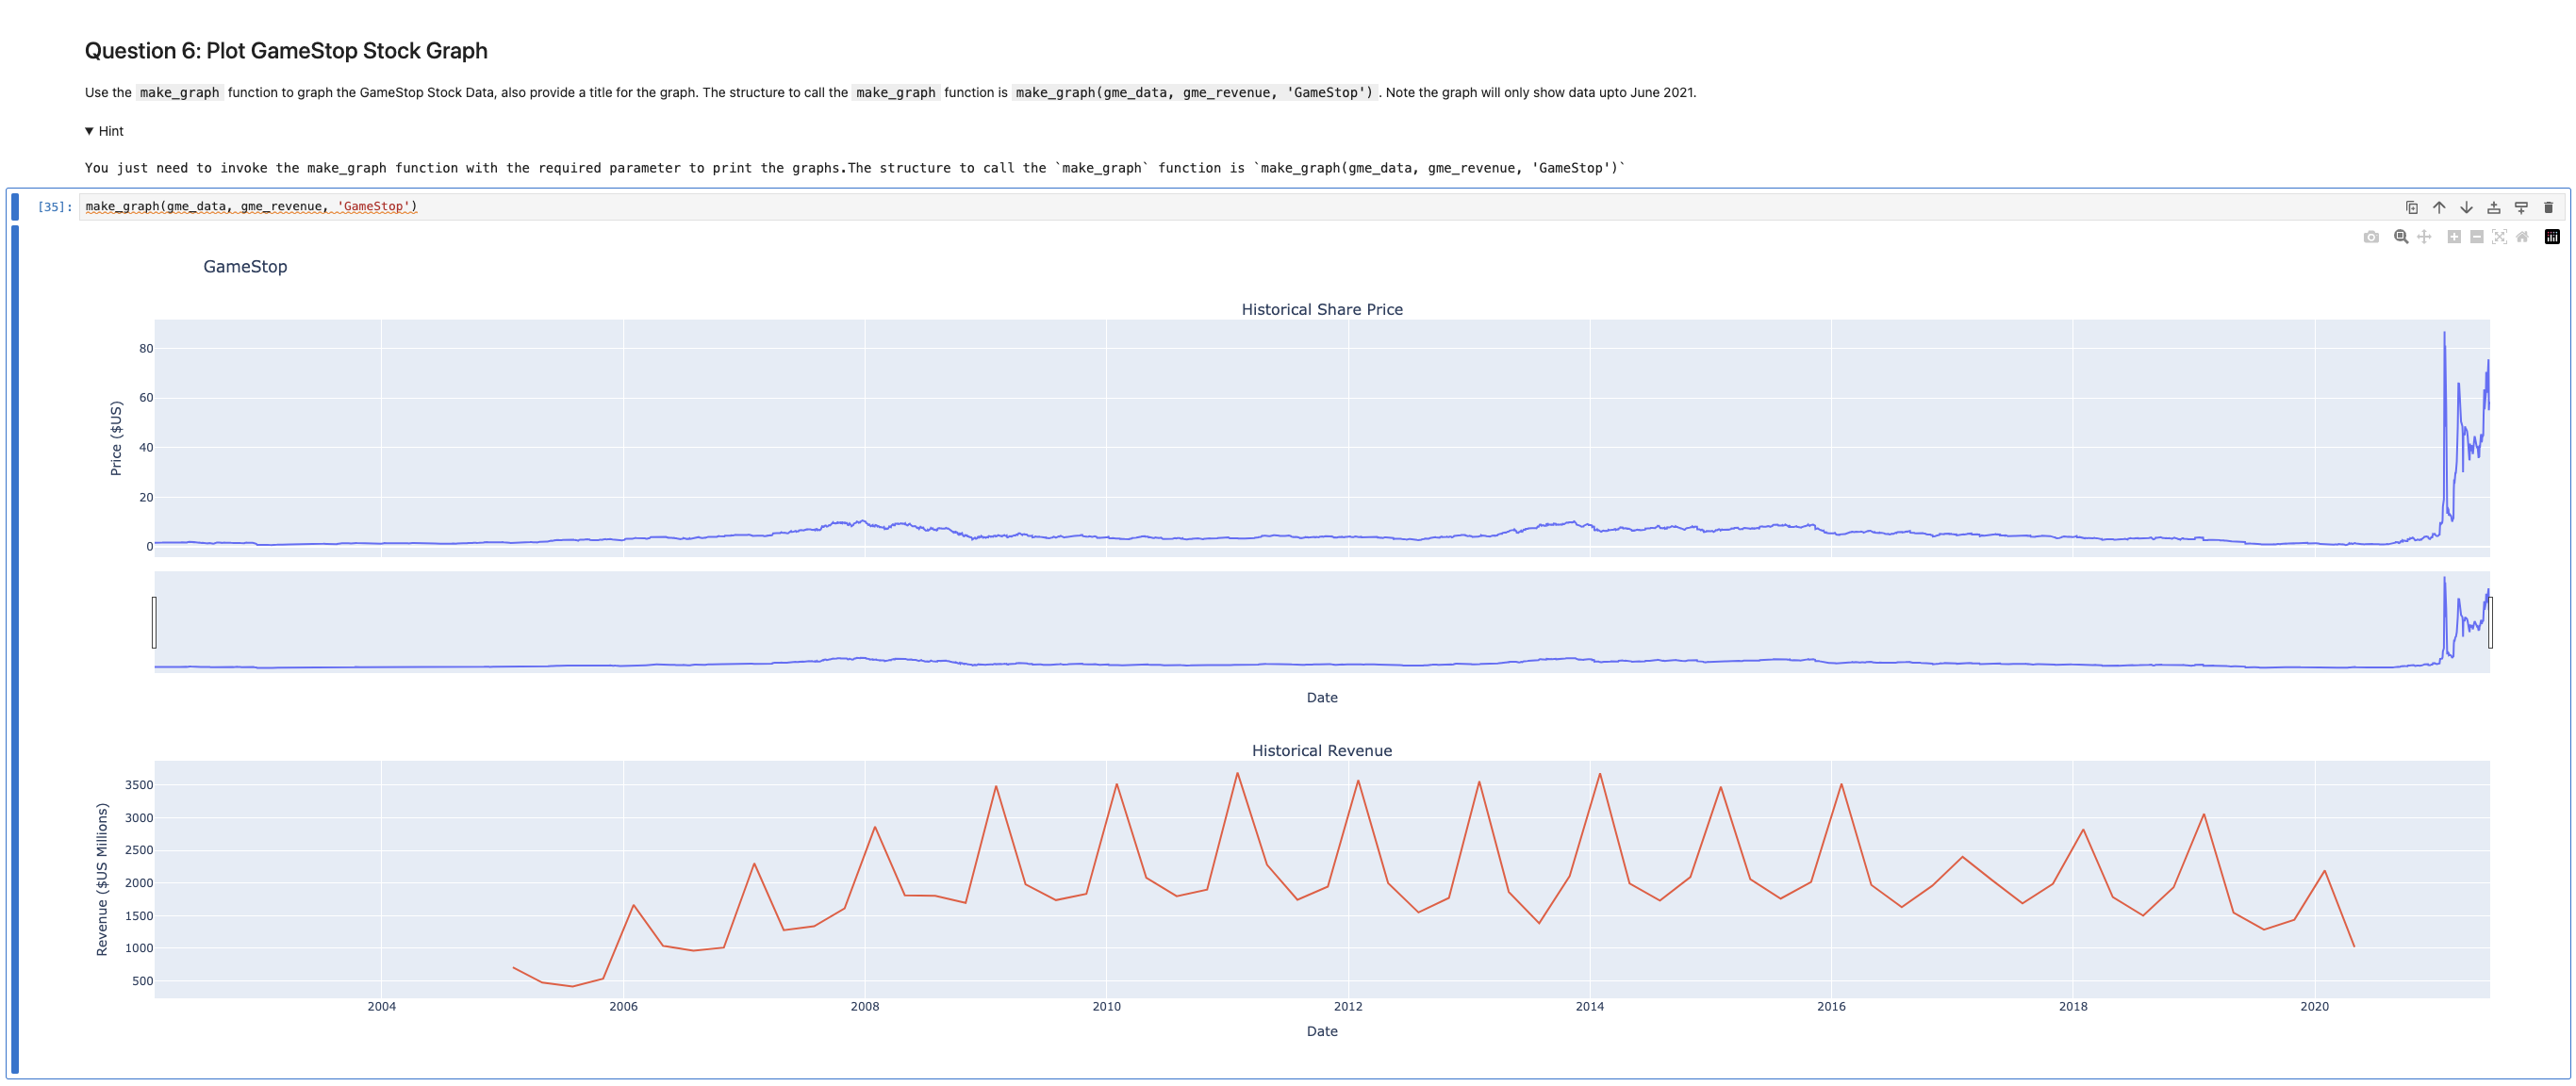 Question 6: Plot GameStop Stock Graph
Use the make_graph function to graph the GameStop Stock Data, also provide a title for the graph. The structure to call the make_graph function is make_graph(gme_data, gme_revenue, 'GameStop'). Note the graph will only show data upto June 2021.
▼ Hint
You just need to invoke the make_graph function with the required parameter to print the graphs.The structure to call the `make_graph` function is `make_graph(gme_data, gme_revenue, 'GameStop')`
[35]: make_graph(gme_data, gme_revenue, 'GameStop')
GameStop
Historical Share Price
Price ($US)
80
60
40
20
0
Date
Historical Revenue
Revenue ($US Millions)
3500
3000
2500
2000
1500
1000
500
2004 2006 2008 2010 2012 2014 2016 2018 2020
Date